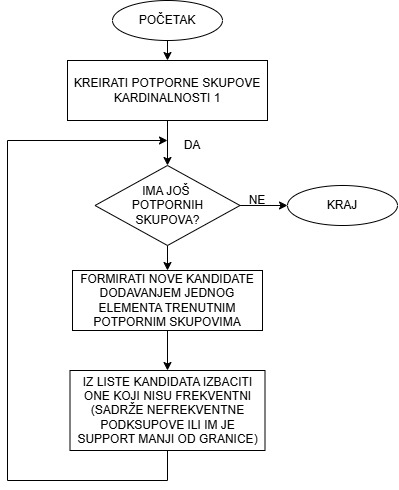 POČETAK
KREIRATI POTPORNE SKUPOVE
KARDINALNOSTI 1
DA
IMA JOŠ
POTPORNIH
SKUPOVA?
NE
KRAJ
FORMIRATI NOVE KANDIDATE
DODAVANJEM JEDNOG
ELEMENTA TRENUTNIM
POTPORNIM SKUPOVIMA
IZ LISTE KANDIDATA IZBACITI
ONE KOJI NISU FREKVENTNI
(SADRŽE NEFREKVENTNE
PODKSUPOVE ILI IM JE
SUPPORT MANJI OD GRANICE)